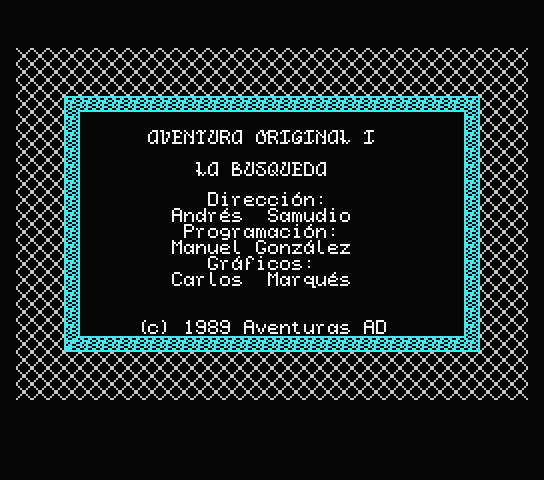 AVENTURA ORIGINAL I
LA BUSQUEDA
Dirección:
Andrés Samudio
Programación:
Manuel González
Gráficos:
Carlos Marqués
(c) 1989 Aventuras AD